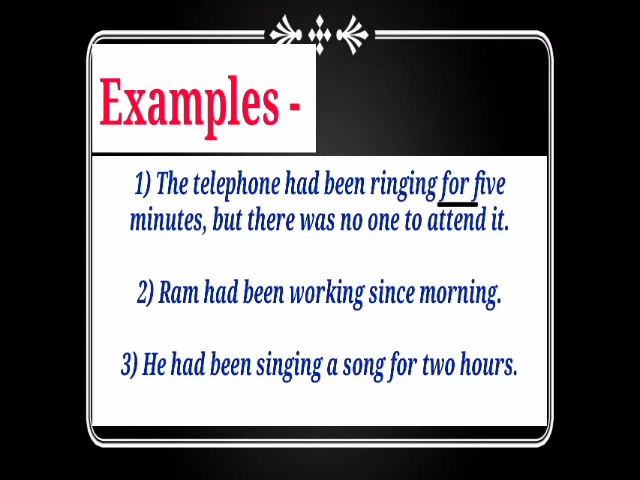 Examples -
1) The telephone had been ringing for five
minutes, but there was no one to attend it.
2) Ram had been working since morning.
3) He had been singing a song for two hours.